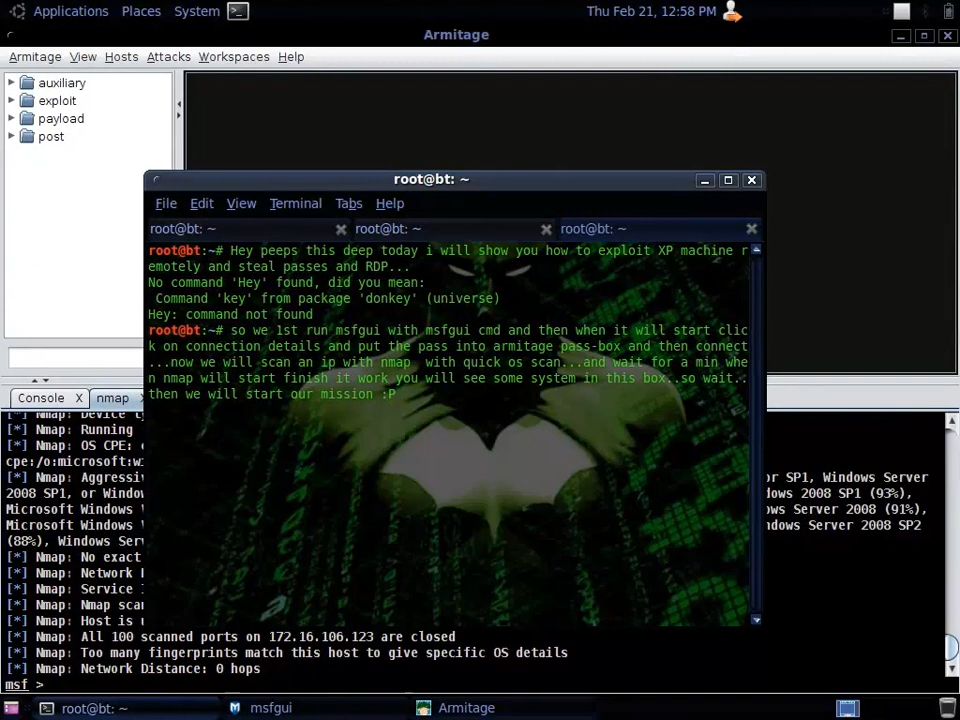 Applications Places System Thu Feb 21, 12:58 PM
Armitage
Armitage View Hosts Attacks Workspaces Help
auxiliary
exploit
payload
post
root@bt: ~
File Edit View Terminal Tabs Help
root@bt: ~ root@bt: ~ root@bt: ~
root@bt:~# Hey peeps this deep today i will show you how to exploit XP machine r
emotely and steal passes and RDP...
No command 'Hey' found, did you mean:
Command 'key' from package 'donkey' (universe)
Hey: command not found
root@bt:~# so we 1st run msfgui with msfgui cmd and then when it will start clic
k on connection details and put the pass into armitage pass-box and then connect
...now we will scan an ip with nmap with quick os scan...and wait for a min whe
n nmap will start finish it work you will see some system in this box..so wait..
then we will start our mission :P
Console X nmap
[*] Nmap: Device
[*] Nmap: Running
[*] Nmap: OS CPE:
cpe:/o:microsoft:wi
[*] Nmap: Aggressiv or SP1, Windows Server
2008 SP1, or Window dows 2008 SP1 (93%),
Microsoft Windows ws Server 2008 (91%),
Microsoft Windows ndows Server 2008 SP2
(88%), Windows Serv
[*] Nmap: No exact
[*] Nmap: Network
[*] Nmap: Service
[*] Nmap: Nmap scan
[*] Nmap: Host is
[*] Nmap: All 100 scanned ports on 172.16.106.123 are closed
[*] Nmap: Too many fingerprints match this host to give specific OS details
[*] Nmap: Network Distance: 0 hops
msf >
root@bt: ~ msfgui Armitage